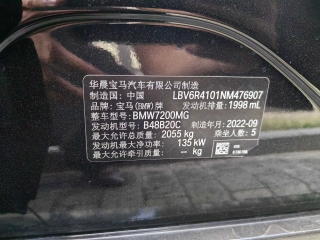 华晨宝马汽车有限公司制造
制造国：中国 LBV6R4101NM476907
品牌：宝马(BMW)牌 发动机排量：1998 mL
整车型号：BMW7200MG
发动机型号：B48B20C 制造年月：2022-09
最大允许总质量：2055 kg 乘坐人数：5
发动机最大净功率：135 kW
最大允许牵引质量：— kg